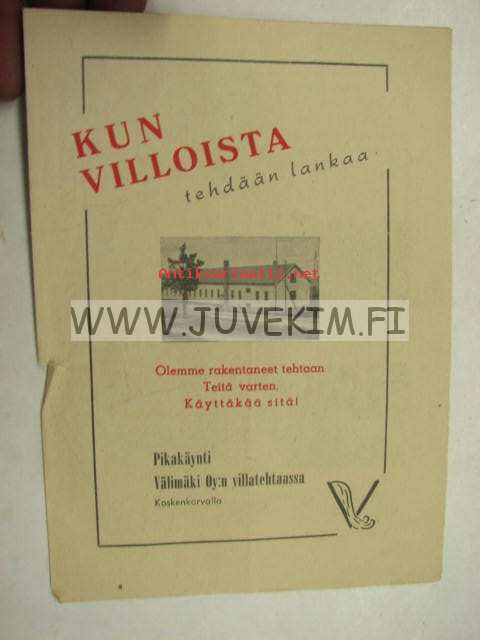 KUN
VILLOISTA
tehdään lankaa
Antikvariaatti.net
WWW.JUVEKIM.FI
Olemme rakentaneet tehtaan
Teitä varten.
Käyttäkää sitä!
Pikakäynti
Välimäki Oy:n villatehtaassa
Koskenkorvalla
V